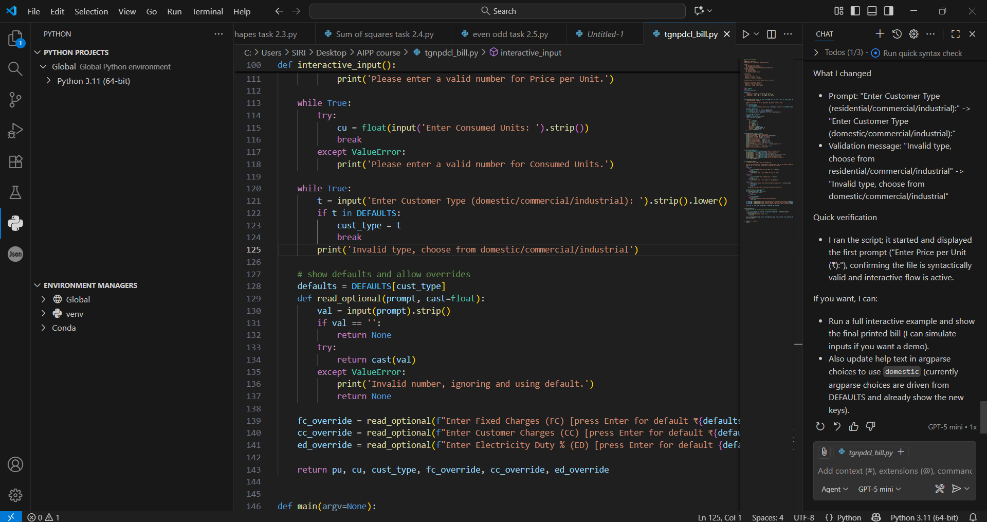 File Edit Selection View Go Run Terminal Help
Search
PYTHON
hapes task 2.3.py
Sum of squares task 2.4.py
even odd task 2.5.py
Untitled-1
tgnpdcl_bill.py
CHAT
PYTHON PROJECTS
Global Global Python environment
Python 3.11 (64-bit)
ENVIRONMENT MANAGERS
Global
venv
Conda
C: > Users > SIRI > Desktop > AIPP course > tgnpdcl_bill.py > interactive_input
100 def interactive_input():
111 print('Please enter a valid number for Price per Unit.')
112
113 while True:
114 try:
115 cu = float(input('Enter Consumed Units: ').strip())
116 break
117 except ValueError:
118 print('Please enter a valid number for Consumed Units.')
119
120 while True:
121 t = input('Enter Customer Type (domestic/commercial/industrial): ').strip().lower()
122 if t in DEFAULTS:
123 cust_type = t
124 break
125 print('Invalid type, choose from domestic/commercial/industrial')
126
127 # show defaults and allow overrides
128 defaults = DEFAULTS[cust_type]
129 def read_optional(prompt, cast=float):
130 val = input(prompt).strip()
131 if val == '':
132 return None
133 try:
134 return cast(val)
135 except ValueError:
136 print('Invalid number, ignoring and using default.')
137 return None
138
139 fc_override = read_optional(f"Enter Fixed Charges (FC) [press Enter for default ₹{defaults
140 cc_override = read_optional(f"Enter Customer Charges (CC) [press Enter for default ₹{defau
141 ed_override = read_optional(f"Enter Electricity Duty % (ED) [press Enter for default {defa
142
143 return pu, cu, cust_type, fc_override, cc_override, ed_override
144
145
146 def main(argv=None):
Todos (1/3) - Run quick syntax check
What I changed
• Prompt: "Enter Customer Type
(residential/commercial/industrial):" ->
"Enter Customer Type
(domestic/commercial/industrial):"
• Validation message: "Invalid type,
choose from
residential/commercial/industrial" ->
"Invalid type, choose from
domestic/commercial/industrial"
Quick verification
• I ran the script; it started and displayed
the first prompt ("Enter Price per Unit
(₹):"), confirming the file is syntactically
valid and interactive flow is active.
If you want, I can:
• Run a full interactive example and show
the final printed bill (I can simulate
inputs if you want a demo).
• Also update help text in argparse
choices to use domestic (currently
argparse choices are driven from
DEFAULTS and already show the new
keys).
GPT-5 mini • 1x
tgnpdcl_bill.py
Add context (#), extensions (@), command
Agent
GPT-5 mini
0 1
Ln 125, Col 1 Spaces: 4 UTF-8 {} Python Python 3.11 (64-bit)